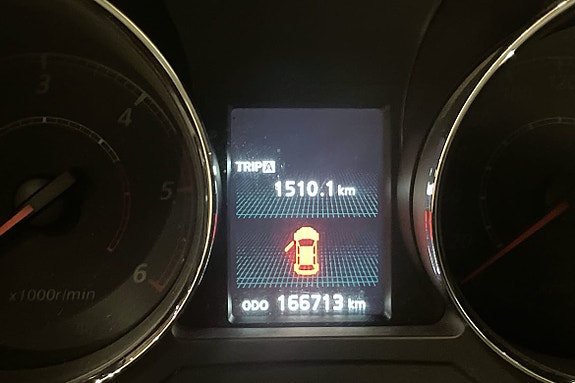 3
4
5
6
x1000r/min
TRIP A
1510.1 km
ODO 166713 km